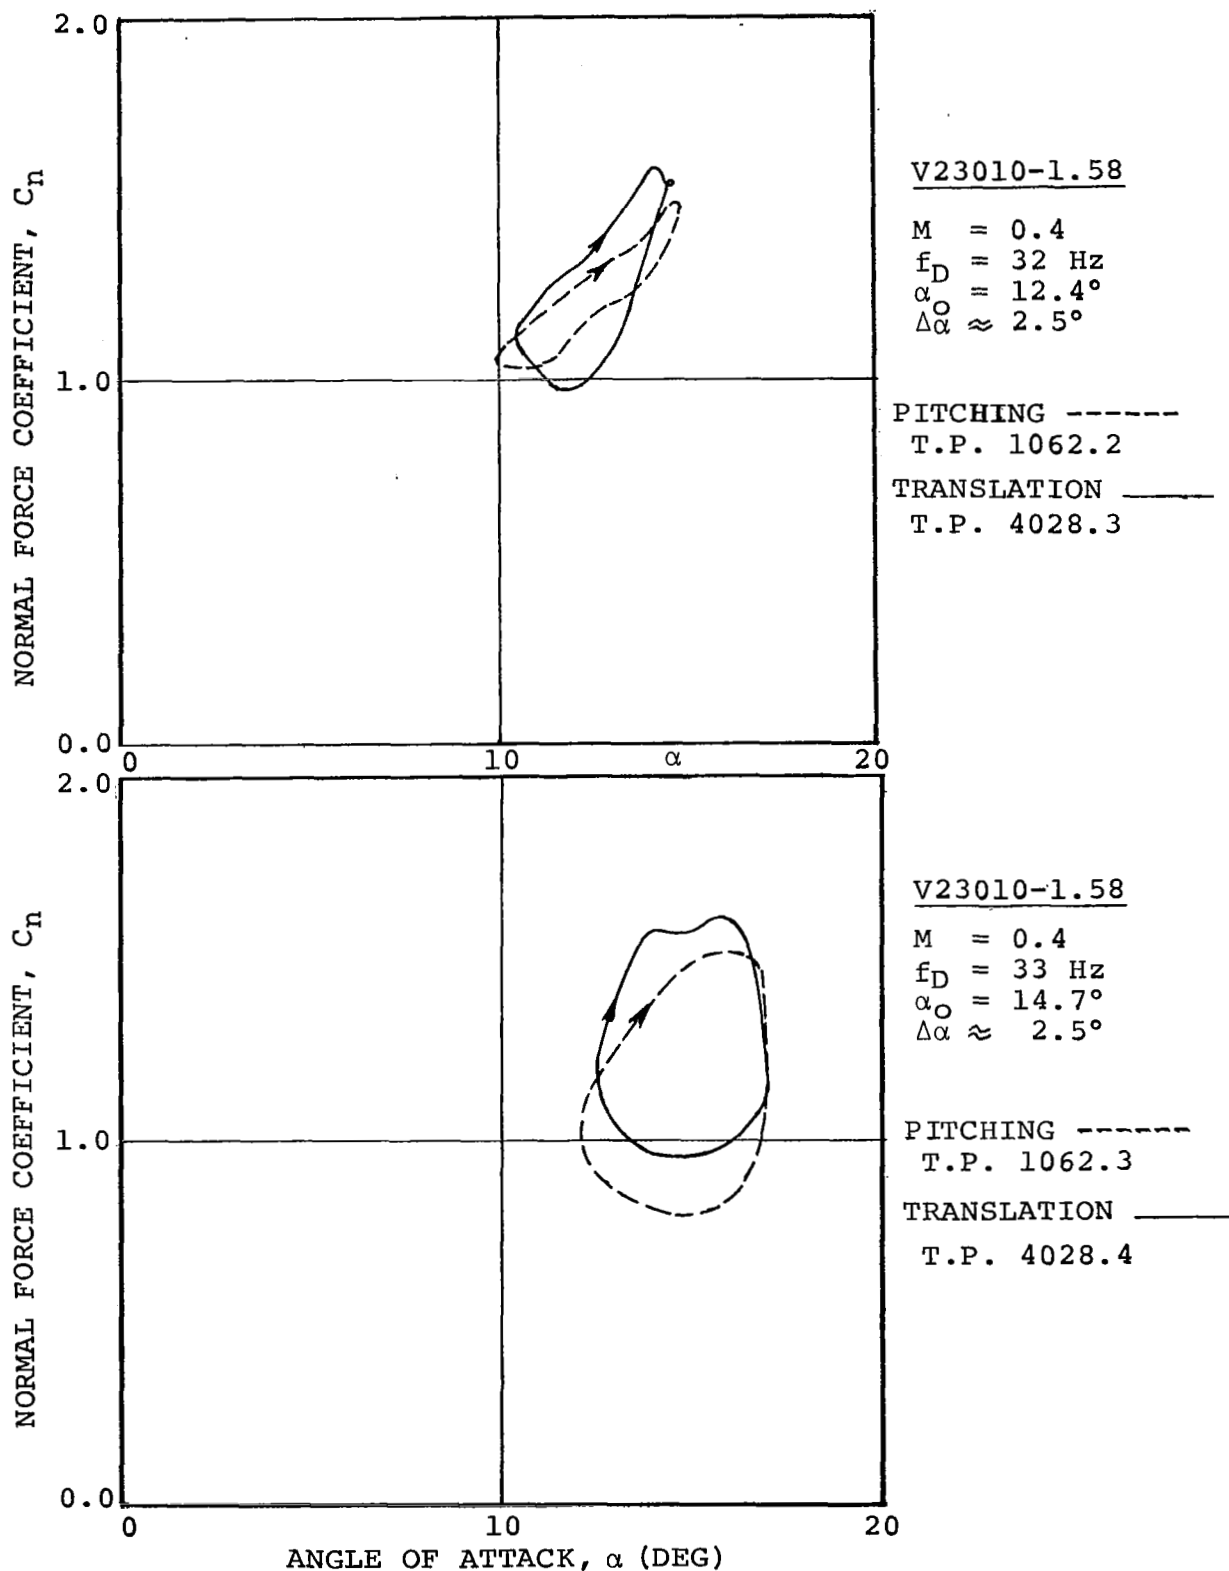 2.0
NORMAL FORCE COEFFICIENT, Cn
1.0
0.0
0
10
α
20
V23010-1.58
M = 0.4
fD = 32 Hz
αo = 12.4°
Δα ≈ 2.5°
PITCHING ------
T.P. 1062.2
TRANSLATION ____
T.P. 4028.3
2.0
NORMAL FORCE COEFFICIENT, Cn
1.0
0.0
0
10
20
ANGLE OF ATTACK, α (DEG)
V23010-1.58
M = 0.4
fD = 33 Hz
αo = 14.7°
Δα ≈ 2.5°
PITCHING ------
T.P. 1062.3
TRANSLATION ____
T.P. 4028.4